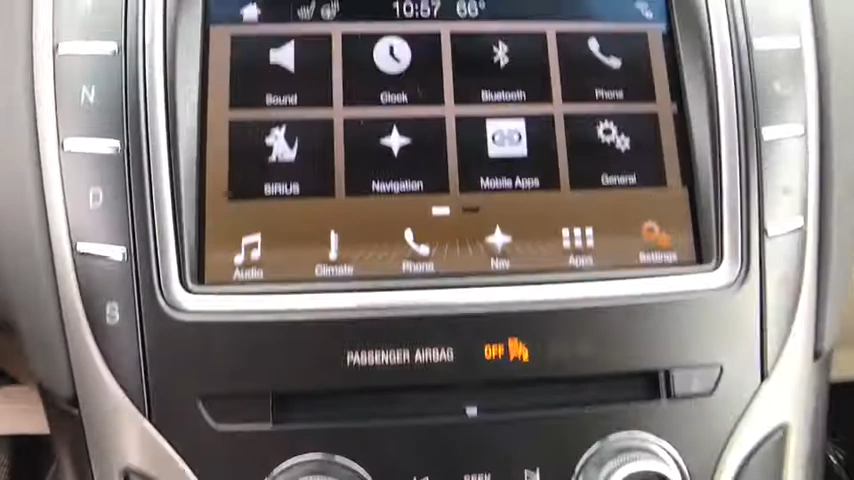 10:57 66°
Sound Clock Bluetooth Phone
N
SIRIUS Navigation Mobile Apps General
D
Audio Climate Phone Nav Apps Settings
S
PASSENGER AIRBAG OFF
SEEK